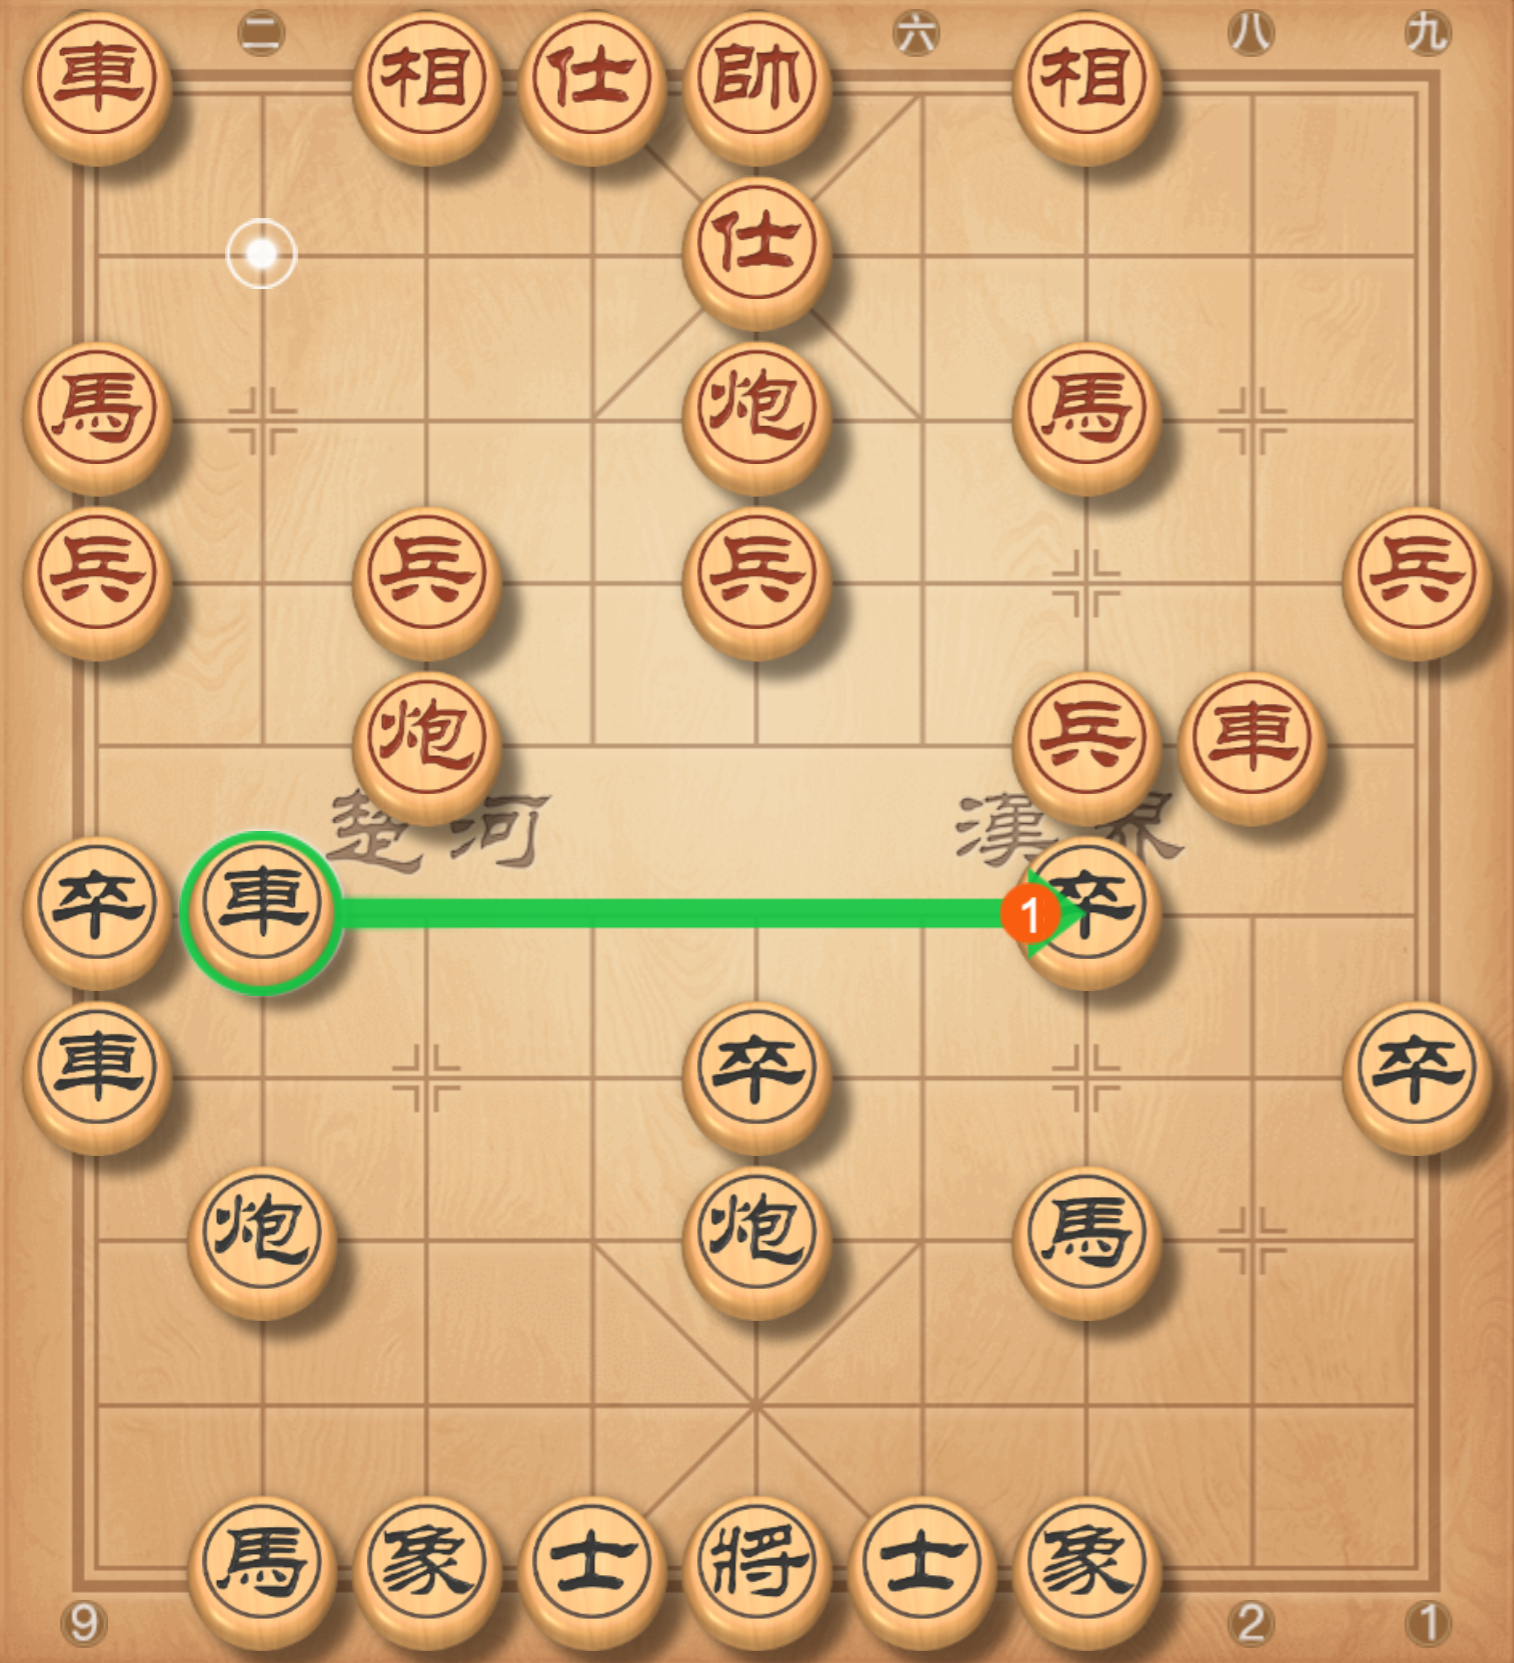 二 六 八 九
車 相 仕 帥 相
仕
馬 炮 馬
兵 兵 兵 兵
炮 兵 車
楚河 漢界
卒 車 1 卒
車 卒 卒
炮 炮 馬
馬 象 士 將 士 象
9 2 1